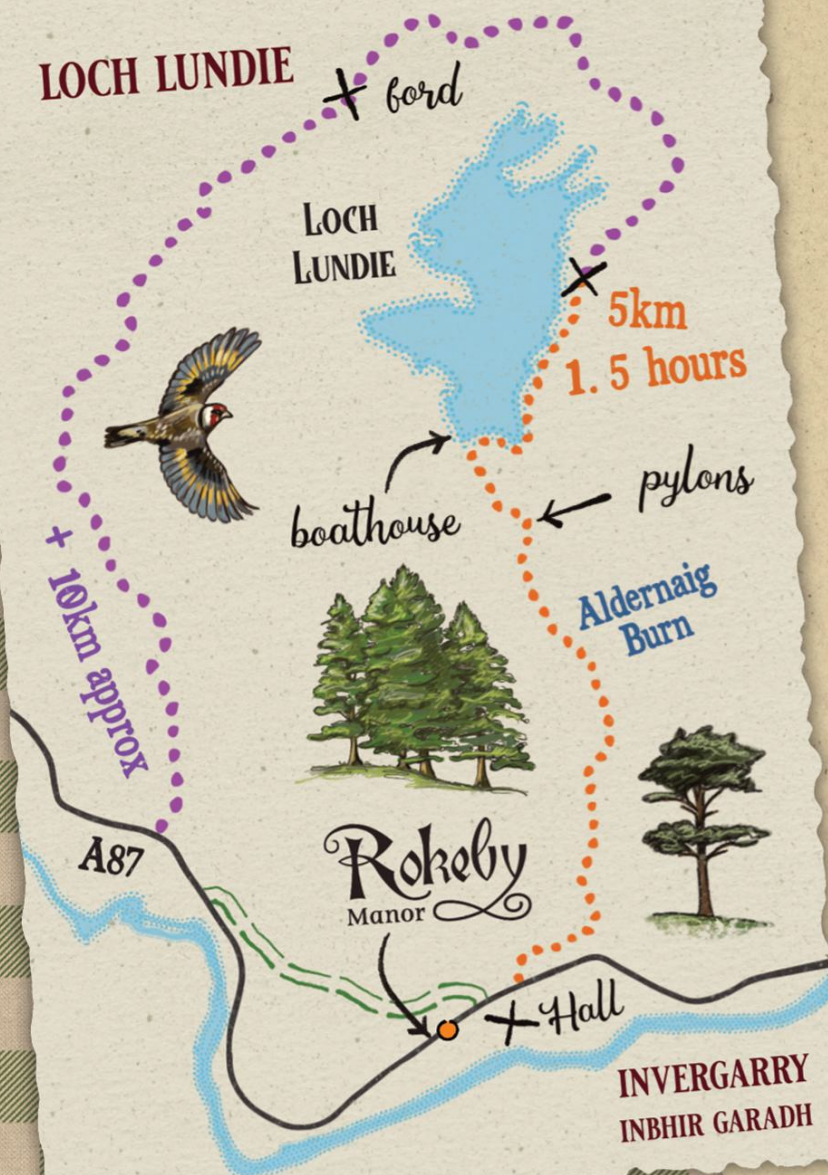 LOCH LUNDIE
ford
LOCH
LUNDIE
5km
1.5 hours
pylons
boathouse
Aldernaig
Burn
+ 10km approx
Rokeby
Manor
A87
Hall
INVERGARRY
INBHIR GARADH